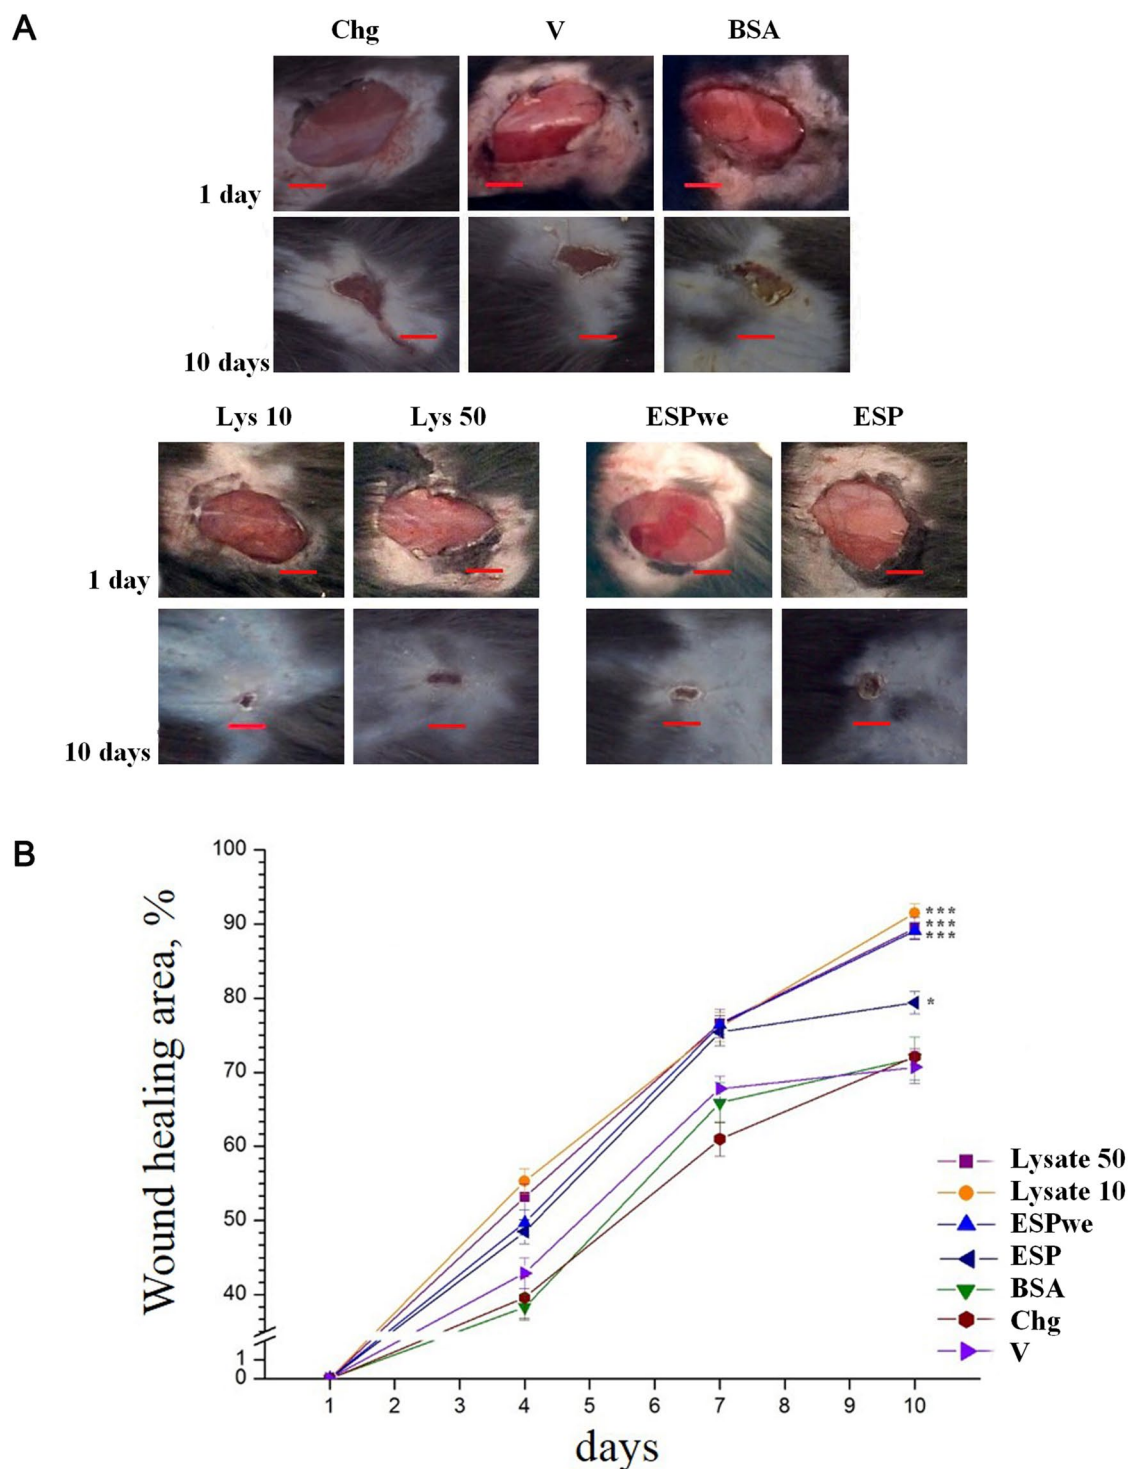 A
Chg V BSA
1 day
10 days
Lys 10 Lys 50 ESPwe ESP
1 day
10 days
B
Wound healing area, %
100
90
80
70
60
50
40
1
0
1 2 3 4 5 6 7 8 9 10
days
***
***
***
*
Lysate 50
Lysate 10
ESPwe
ESP
BSA
Chg
V